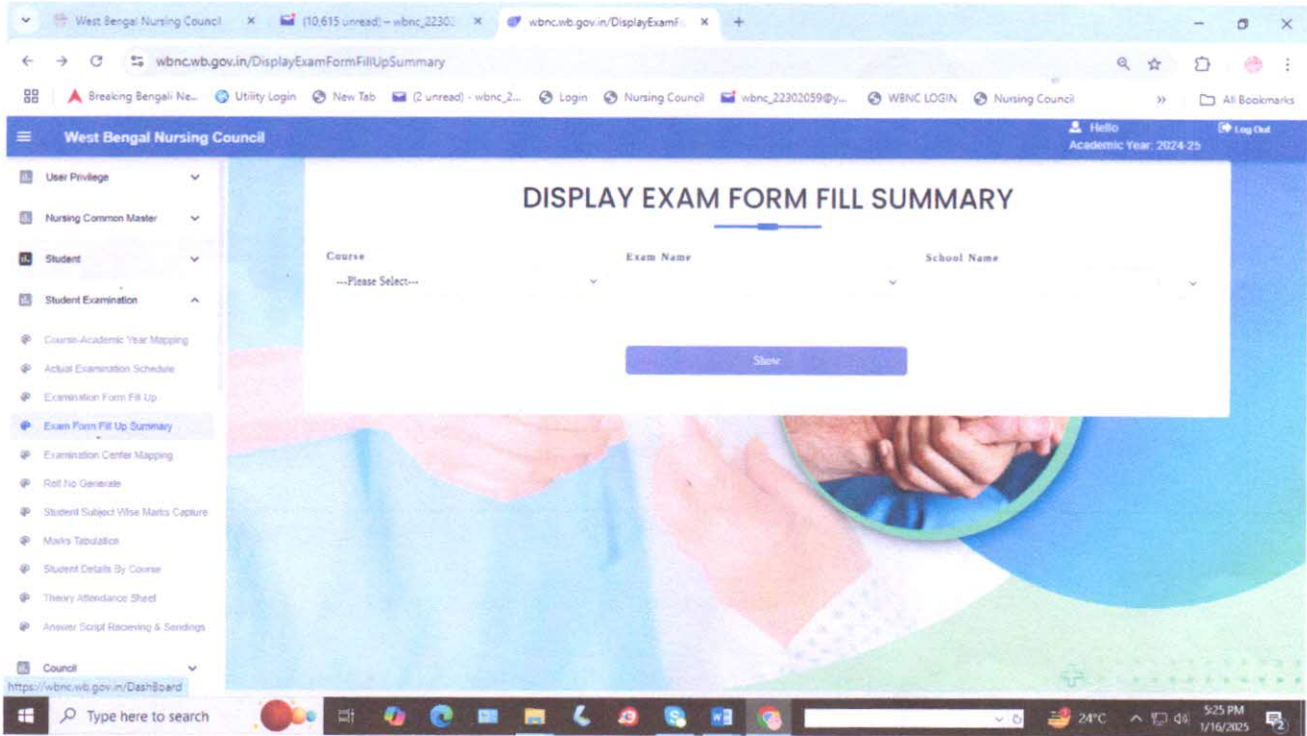 West Bengal Nursing Council
(10,615 unread) – wbnc_2230
wbnc.wb.gov.in/DisplayExamF
wbnc.wb.gov.in/DisplayExamFormFillUpSummary
Breaking Bengali Ne...
Utility Login
New Tab
(2 unread) - wbnc_2...
Login
Nursing Council
wbnc_22302059@y...
WBNC LOGIN
Nursing Council
»
All Bookmarks
West Bengal Nursing Council
Hello
Academic Year: 2024-25
Log Out
User Privilege
Nursing Common Master
Student
Student Examination
Course-Academic Year Mapping
Actual Examination Schedule
Examination Form Fill Up
Exam Form Fill Up Summary
Examination Center Mapping
Roll No Generate
Student Subject Wise Marks Capture
Marks Tabulation
Student Details By Course
Theory Attendance Sheet
Answer Script Recieving & Sendings
Council
DISPLAY EXAM FORM FILL SUMMARY
Course
Exam Name
School Name
---Please Select---
Show
https://wbnc.wb.gov.in/DashBoard
Type here to search
24°C
5:25 PM
1/16/2025